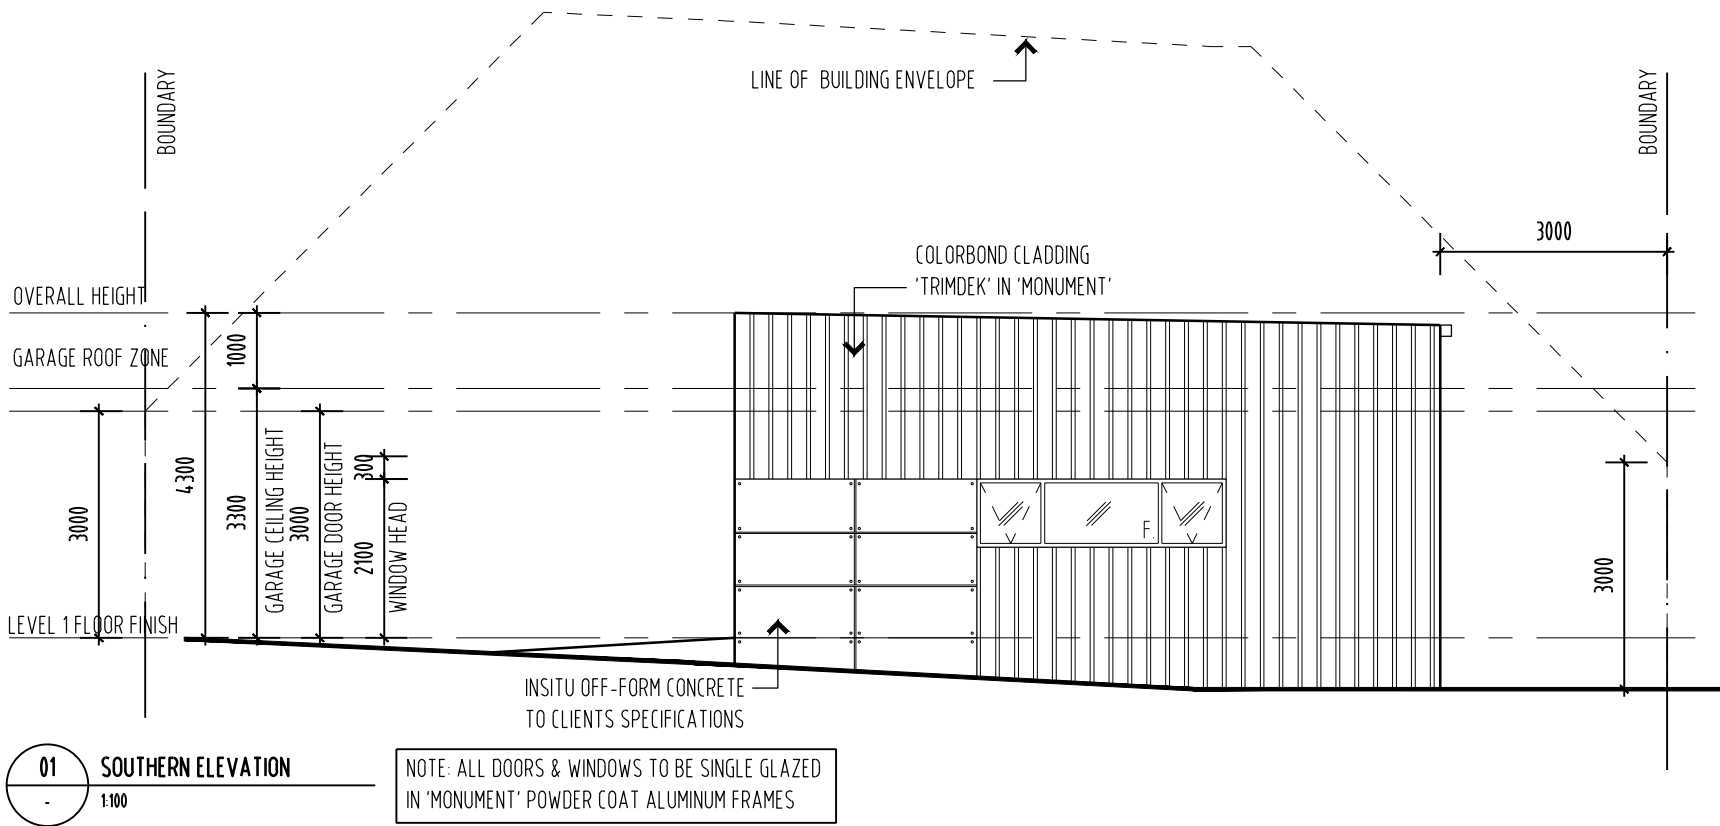 LINE OF BUILDING ENVELOPE
BOUNDARY
BOUNDARY
3000
COLORBOND CLADDING
'TRIMDEK' IN 'MONUMENT'
OVERALL HEIGHT
GARAGE ROOF ZONE
1000
4300
3300
GARAGE CEILING HEIGHT
3000
GARAGE DOOR HEIGHT
300
2100
WINDOW HEAD
3000
F.
3000
LEVEL 1 FLOOR FINISH
INSITU OFF-FORM CONCRETE
TO CLIENTS SPECIFICATIONS
01
-
SOUTHERN ELEVATION
1:100
NOTE: ALL DOORS & WINDOWS TO BE SINGLE GLAZED
IN 'MONUMENT' POWDER COAT ALUMINUM FRAMES